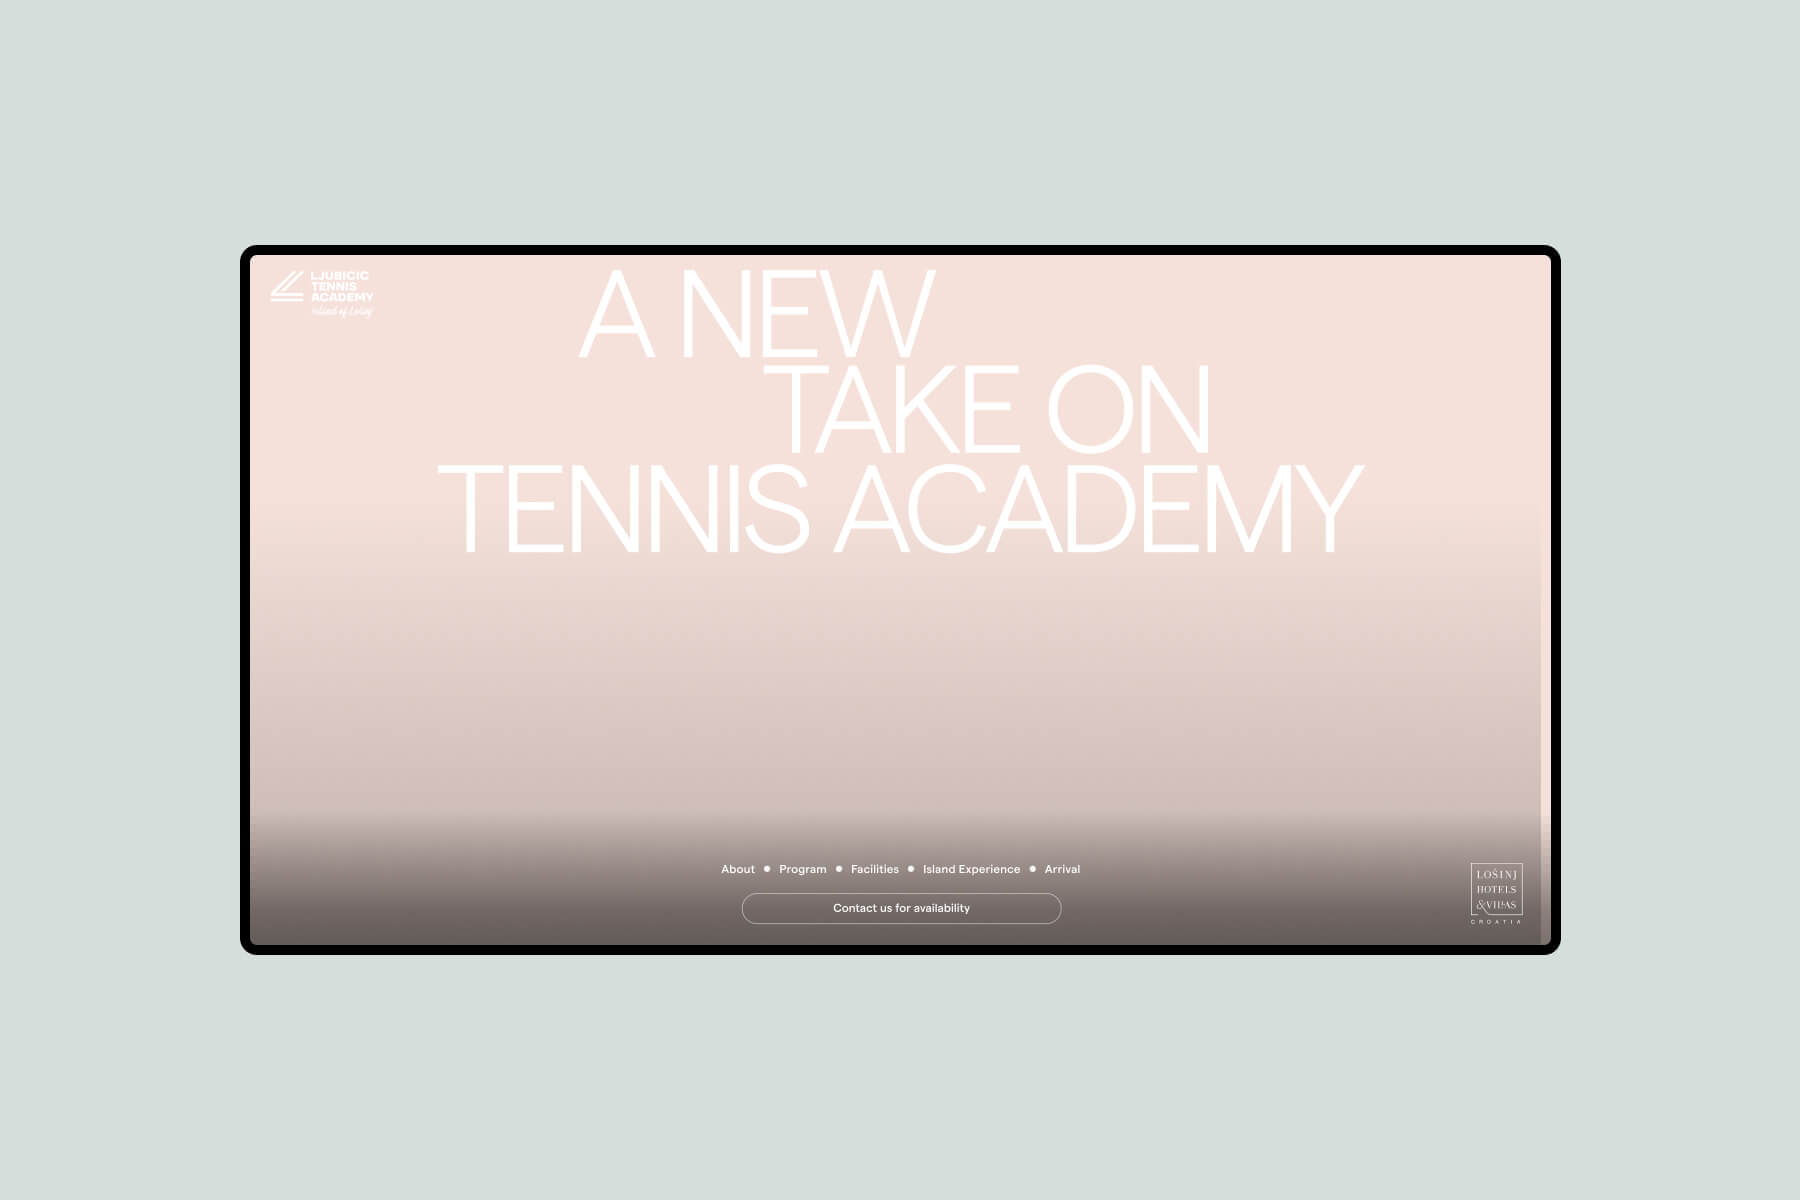 LJUBICIC
TENNIS
ACADEMY
Island of Lošinj
A NEW
TAKE ON
TENNIS ACADEMY
About • Program • Facilities • Island Experience • Arrival
Contact us for availability
LOŠINJ
HOTELS
& VILLAS
CROATIA